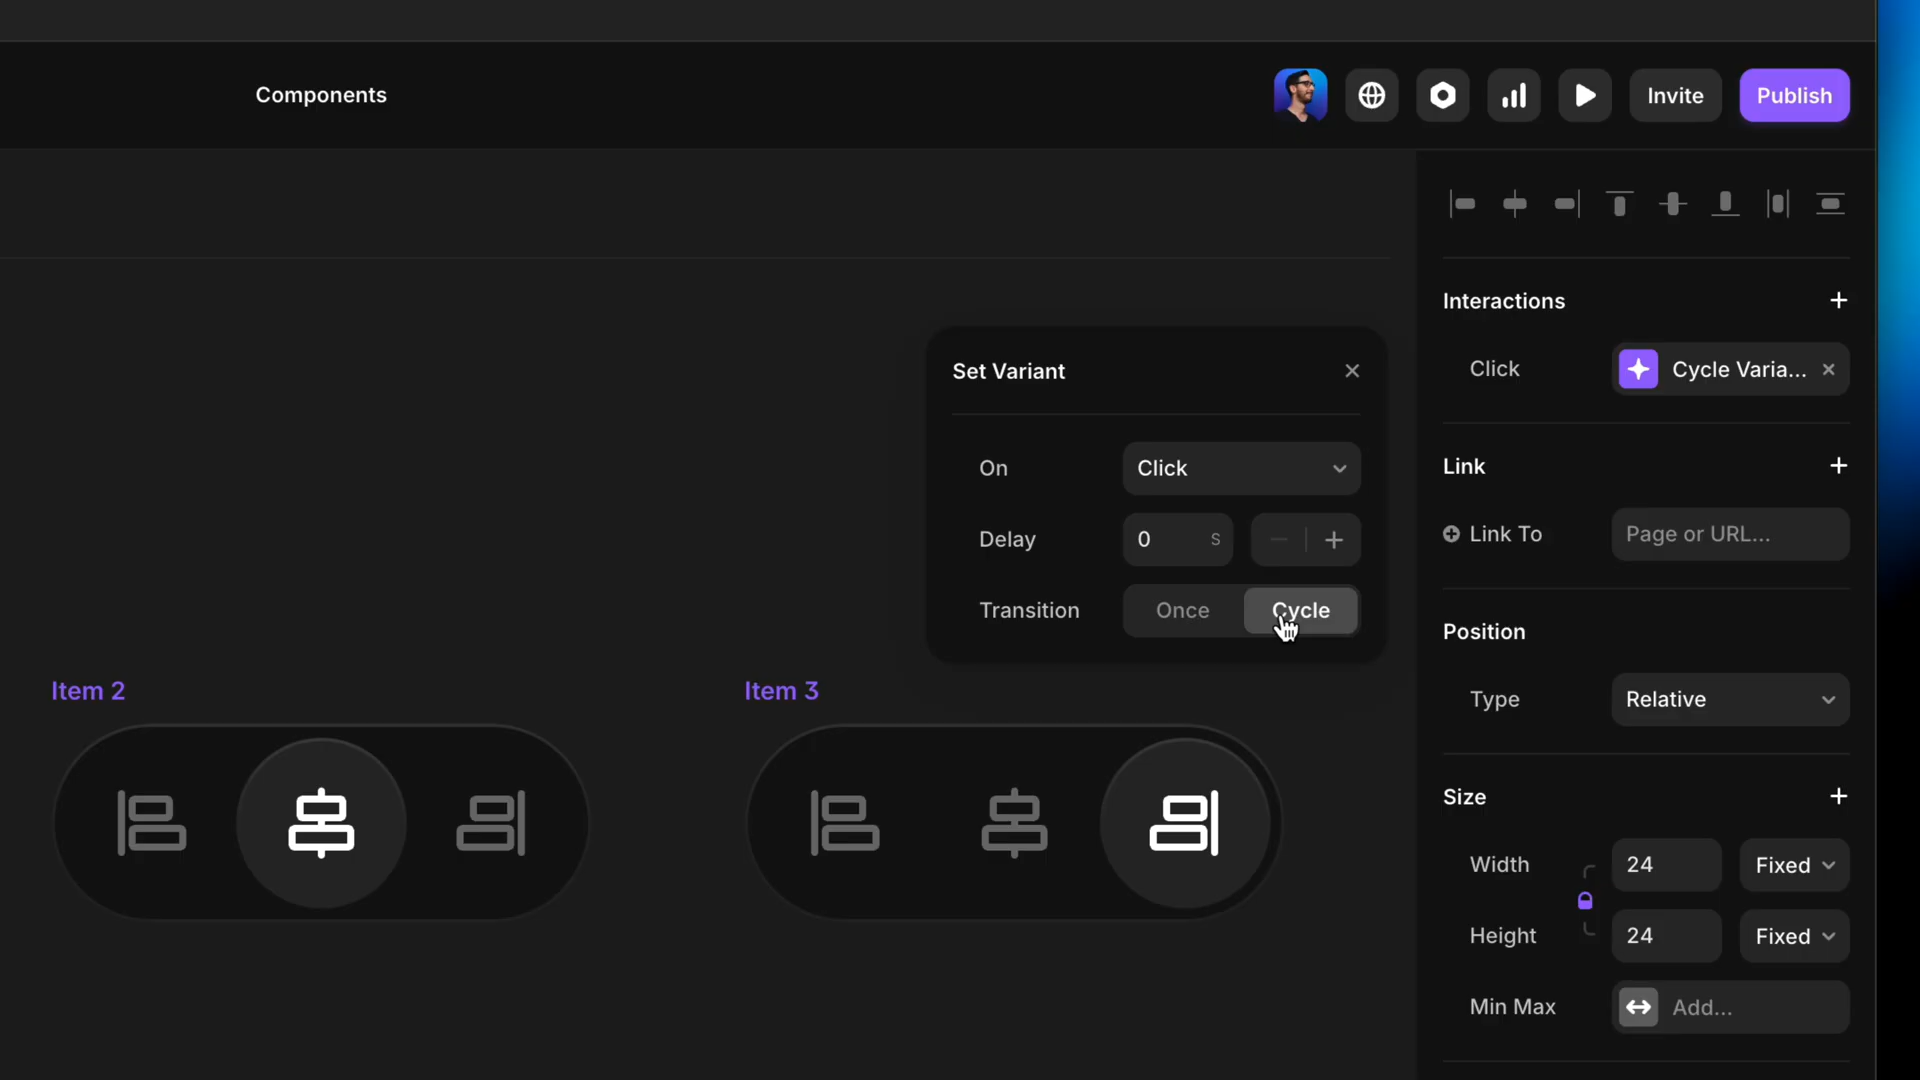 Components
Invite
Publish
Interactions
Click
Cycle Varia...
Link
Link To
Page or URL...
Position
Type
Relative
Size
Width
24
Fixed
Height
24
Fixed
Min Max
Add...
Set Variant
On
Click
Delay
0
S
Transition
Once
Cycle
Item 2
Item 3